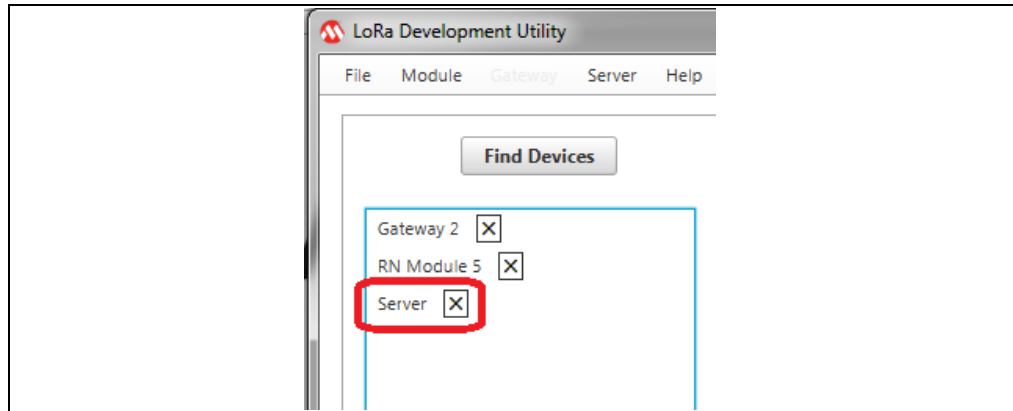 LoRa Development Utility
File Module Gateway Server Help
Find Devices
Gateway 2
RN Module 5
Server